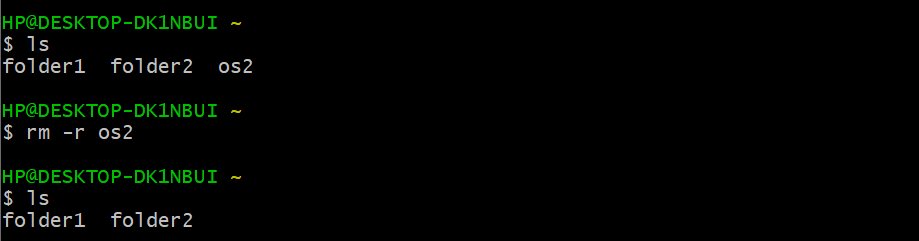 HP@DESKTOP-DK1NBUI ~
$ ls
folder1  folder2  os2
HP@DESKTOP-DK1NBUI ~
$ rm -r os2
HP@DESKTOP-DK1NBUI ~
$ ls
folder1  folder2